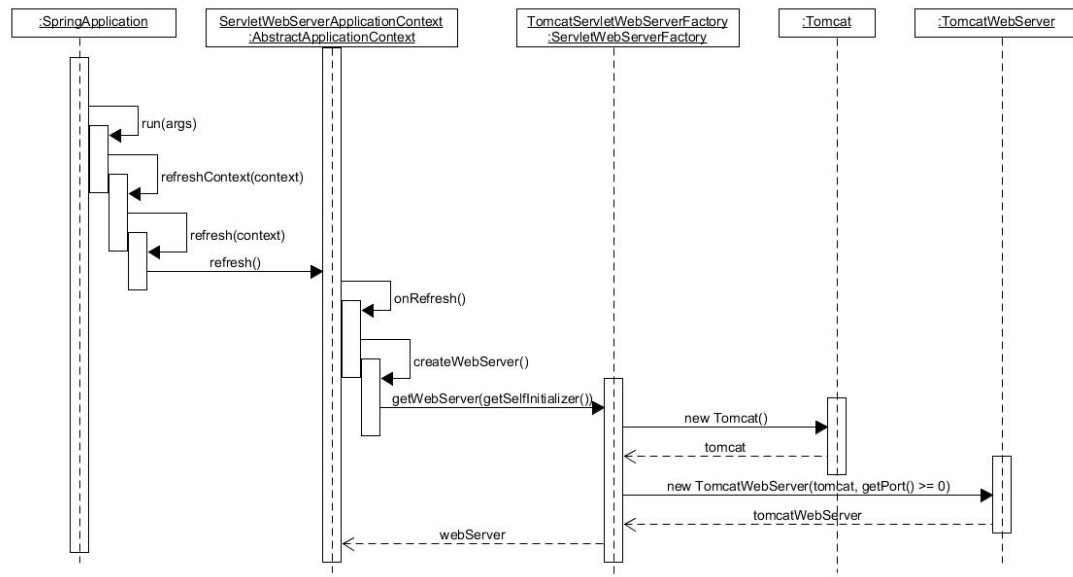 :SpringApplication
ServletWebServerApplicationContext
:AbstractApplicationContext
TomcatServletWebServerFactory
:ServletWebServerFactory
:Tomcat
:TomcatWebServer
run(args)
refreshContext(context)
refresh(context)
refresh()
onRefresh()
createWebServer()
getWebServer(getSelfInitializer())
new Tomcat()
tomcat
new TomcatWebServer(tomcat, getPort() >= 0)
tomcatWebServer
webServer